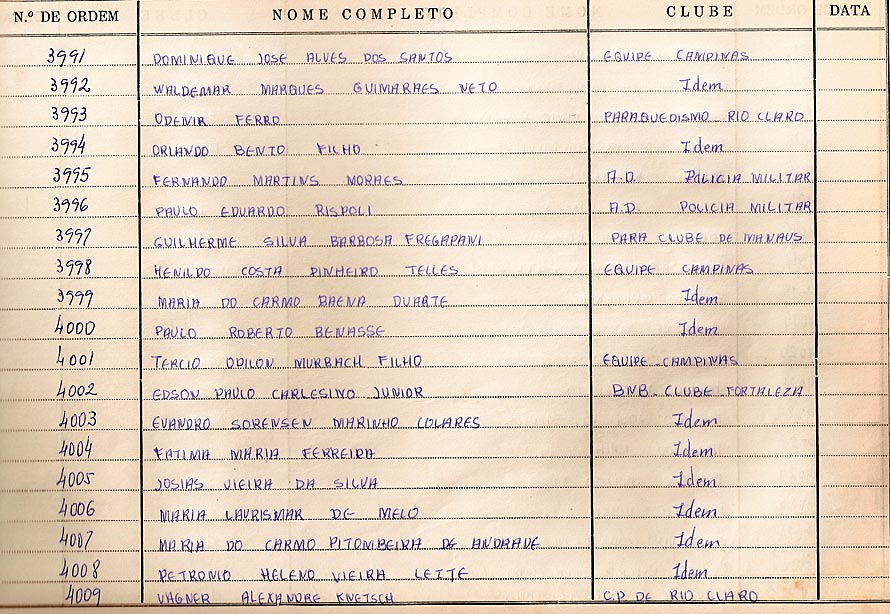 N.º DE ORDEM NOME COMPLETO CLUBE DATA
3991 DOMINIQUE JOSE ALVES DOS SANTOS EQUIPE CAMPINAS
3992 WALDEMAR MARQUES GUIMARAES NETO Idem
3993 ODEMIR FERRO PARAQUEDISMO RIO CLARO
3994 ORLANDO BENTO FILHO Idem
3995 FERNANDO MARTINS MORAES A.D. POLICIA MILITAR
3996 PAULO EDUARDO RISPOLI A.D. POLICIA MILITAR
3997 GUILHERME SILVA BARBOSA FREGAPANI PARA CLUBE DE MANAUS
3998 HENILDO COSTA PINHEIRO TELLES EQUIPE CAMPINAS
3999 MARIA DO CARMO BAENA DUARTE Idem
4000 PAULO ROBERTO BENASSE Idem
4001 TERCIO ODILON MURBACH FILHO EQUIPE CAMPINAS
4002 EDSON PAULO CARLESINO JUNIOR BNB CLUBE FORTALEZA
4003 EVANDRO SORENSEN MARINHO COLARES Idem
4004 FATIMA MARIA FERREIRA Idem
4005 JOSIAS VIEIRA DA SILVA Idem
4006 MARIA LAURISMAR DE MELO Idem
4007 MARIA DO CARMO PITOMBEIRA DE ANDRADE Idem
4008 PETRONIO HELENO VIEIRA LEITE Idem
4009 VAGNER ALEXANDRE KNETSCH C.P. DE RIO CLARO